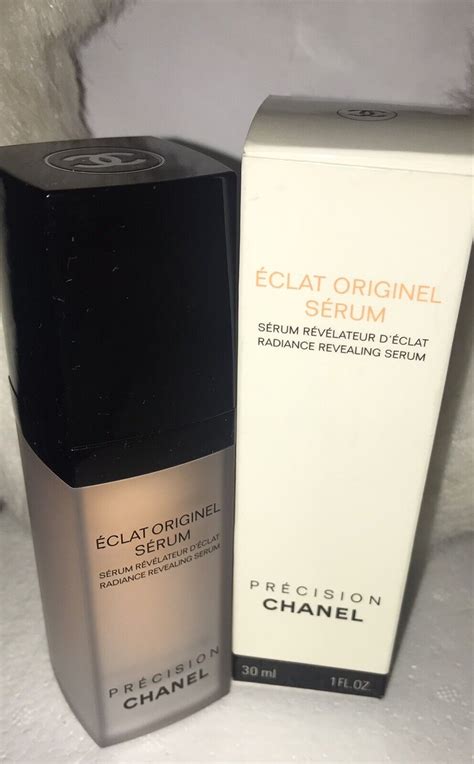 ÉCLAT ORIGINEL
SÉRUM
SÉRUM RÉVÉLATEUR D'ÉCLAT
RADIANCE REVEALING SERUM
PRÉCISION
CHANEL
ÉCLAT ORIGINEL
SÉRUM
SÉRUM RÉVÉLATEUR D'ÉCLAT
RADIANCE REVEALING SERUM
PRÉCISION
CHANEL
30 ml 1 FL.OZ.